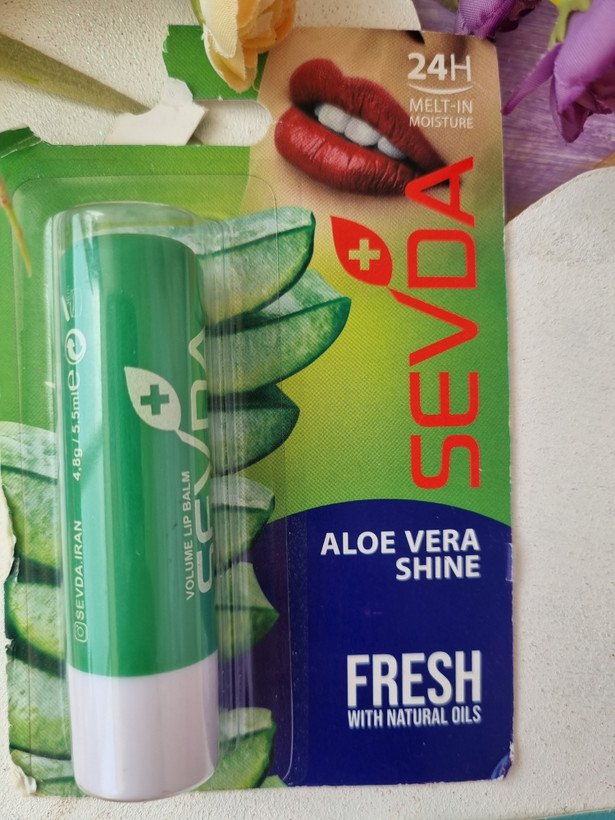 24H
MELT-IN
MOISTURE
SEVDA
ALOE VERA
SHINE
FRESH
WITH NATURAL OILS
4.8g / 5.5ml e
SEVDA.IRAN
VOLUME LIP BALM
SEVDA